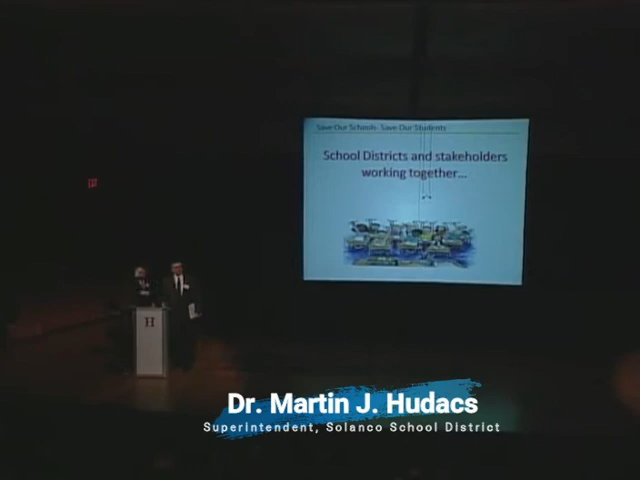 Save Our Schools- Save Our Students
School Districts and stakeholders
working together...
H
Dr. Martin J. Hudacs
Superintendent, Solanco School District